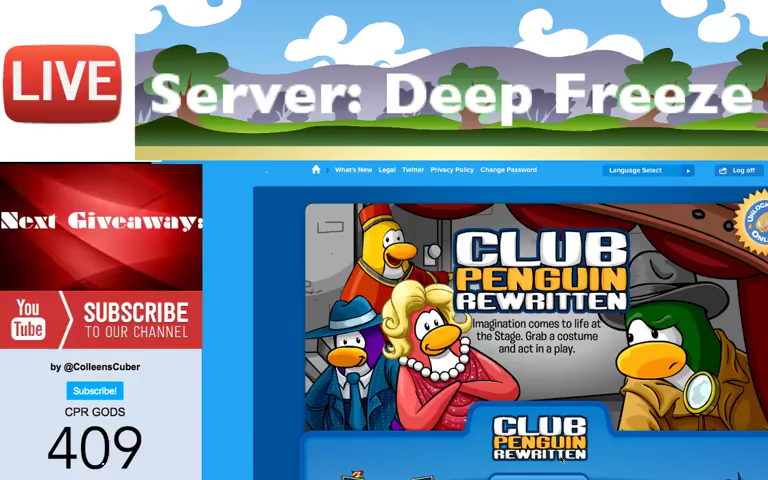 LIVE
Server: Deep Freeze
What's New Legal Twitter Privacy Policy Change Password
Language Select
Log off
Next Giveaway:
You
Tube
SUBSCRIBE
TO OUR CHANNEL
by @ColleensCuber
Subscribe!
CPR GODS
409
CLUB
PENGUIN
REWRITTEN
Imagination comes to life at
the Stage. Grab a costume
and act in a play.
CLUB
PENGUIN
REWRITTEN